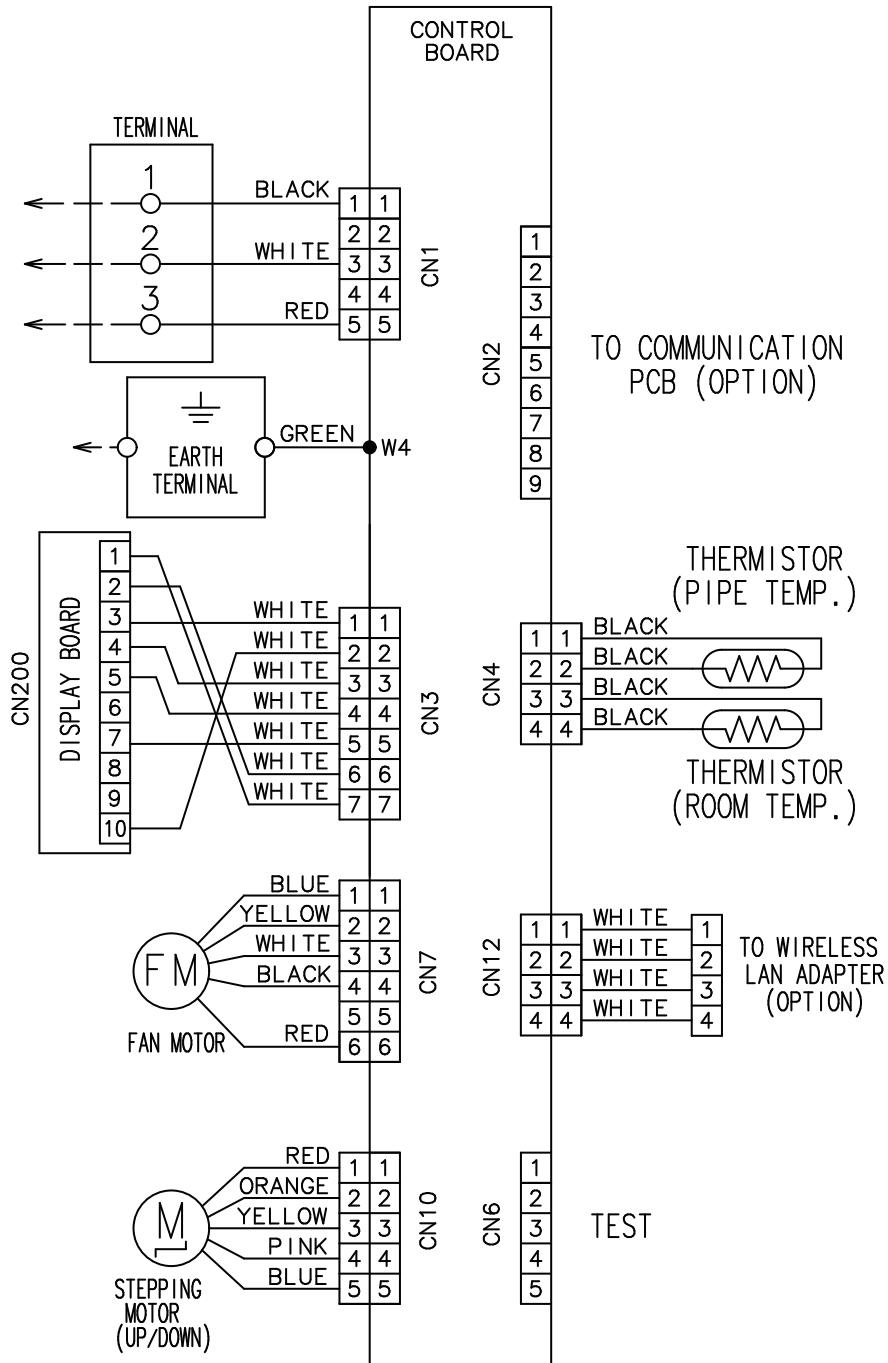 CONTROL
BOARD
TERMINAL
1
2
3
BLACK
WHITE
RED
1 1
2 2
3 3
4 4
5 5
CN1
EARTH
TERMINAL
GREEN
W4
CN2
1
2
3
4
5
6
7
8
9
TO COMMUNICATION
PCB (OPTION)
CN200
DISPLAY BOARD
1
2
3
4
5
6
7
8
9
10
WHITE
WHITE
WHITE
WHITE
WHITE
WHITE
WHITE
1 1
2 2
3 3
4 4
5 5
6 6
7 7
CN3
CN4
1 1
2 2
3 3
4 4
BLACK
BLACK
BLACK
BLACK
THERMISTOR
(PIPE TEMP.)
THERMISTOR
(ROOM TEMP.)
FM
FAN MOTOR
BLUE
YELLOW
WHITE
BLACK
RED
1 1
2 2
3 3
4 4
5 5
6 6
CN7
CN12
1 1
2 2
3 3
4 4
WHITE
WHITE
WHITE
WHITE
1
2
3
4
TO WIRELESS
LAN ADAPTER
(OPTION)
M
STEPPING
MOTOR
(UP/DOWN)
RED
ORANGE
YELLOW
PINK
BLUE
1 1
2 2
3 3
4 4
5 5
CN10
CN6
1
2
3
4
5
TEST